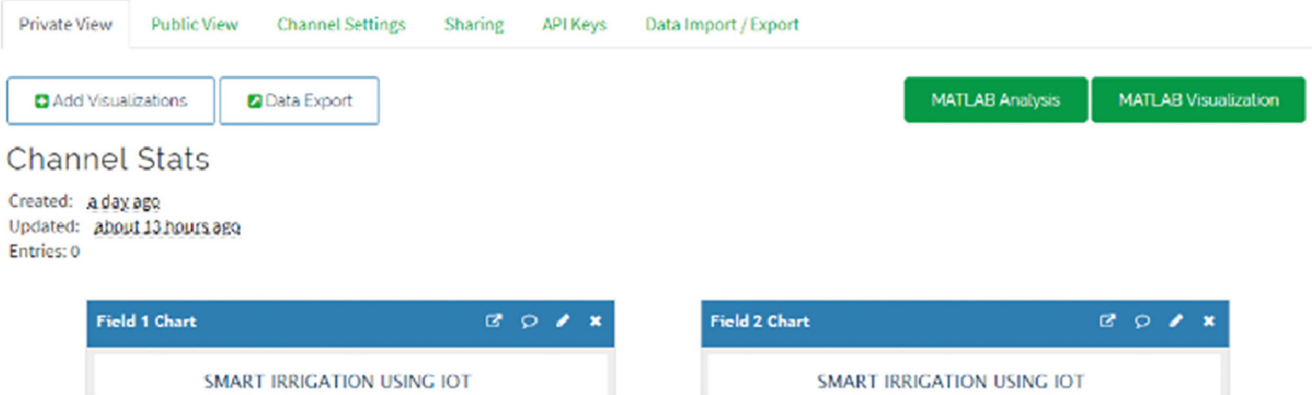 Private View Public View Channel Settings Sharing API Keys Data Import / Export
Add Visualizations Data Export MATLAB Analysis MATLAB Visualization
Channel Stats
Created: a day ago
Updated: about 13 hours ago
Entries: 0
Field 1 Chart Field 2 Chart
SMART IRRIGATION USING IOT SMART IRRIGATION USING IOT